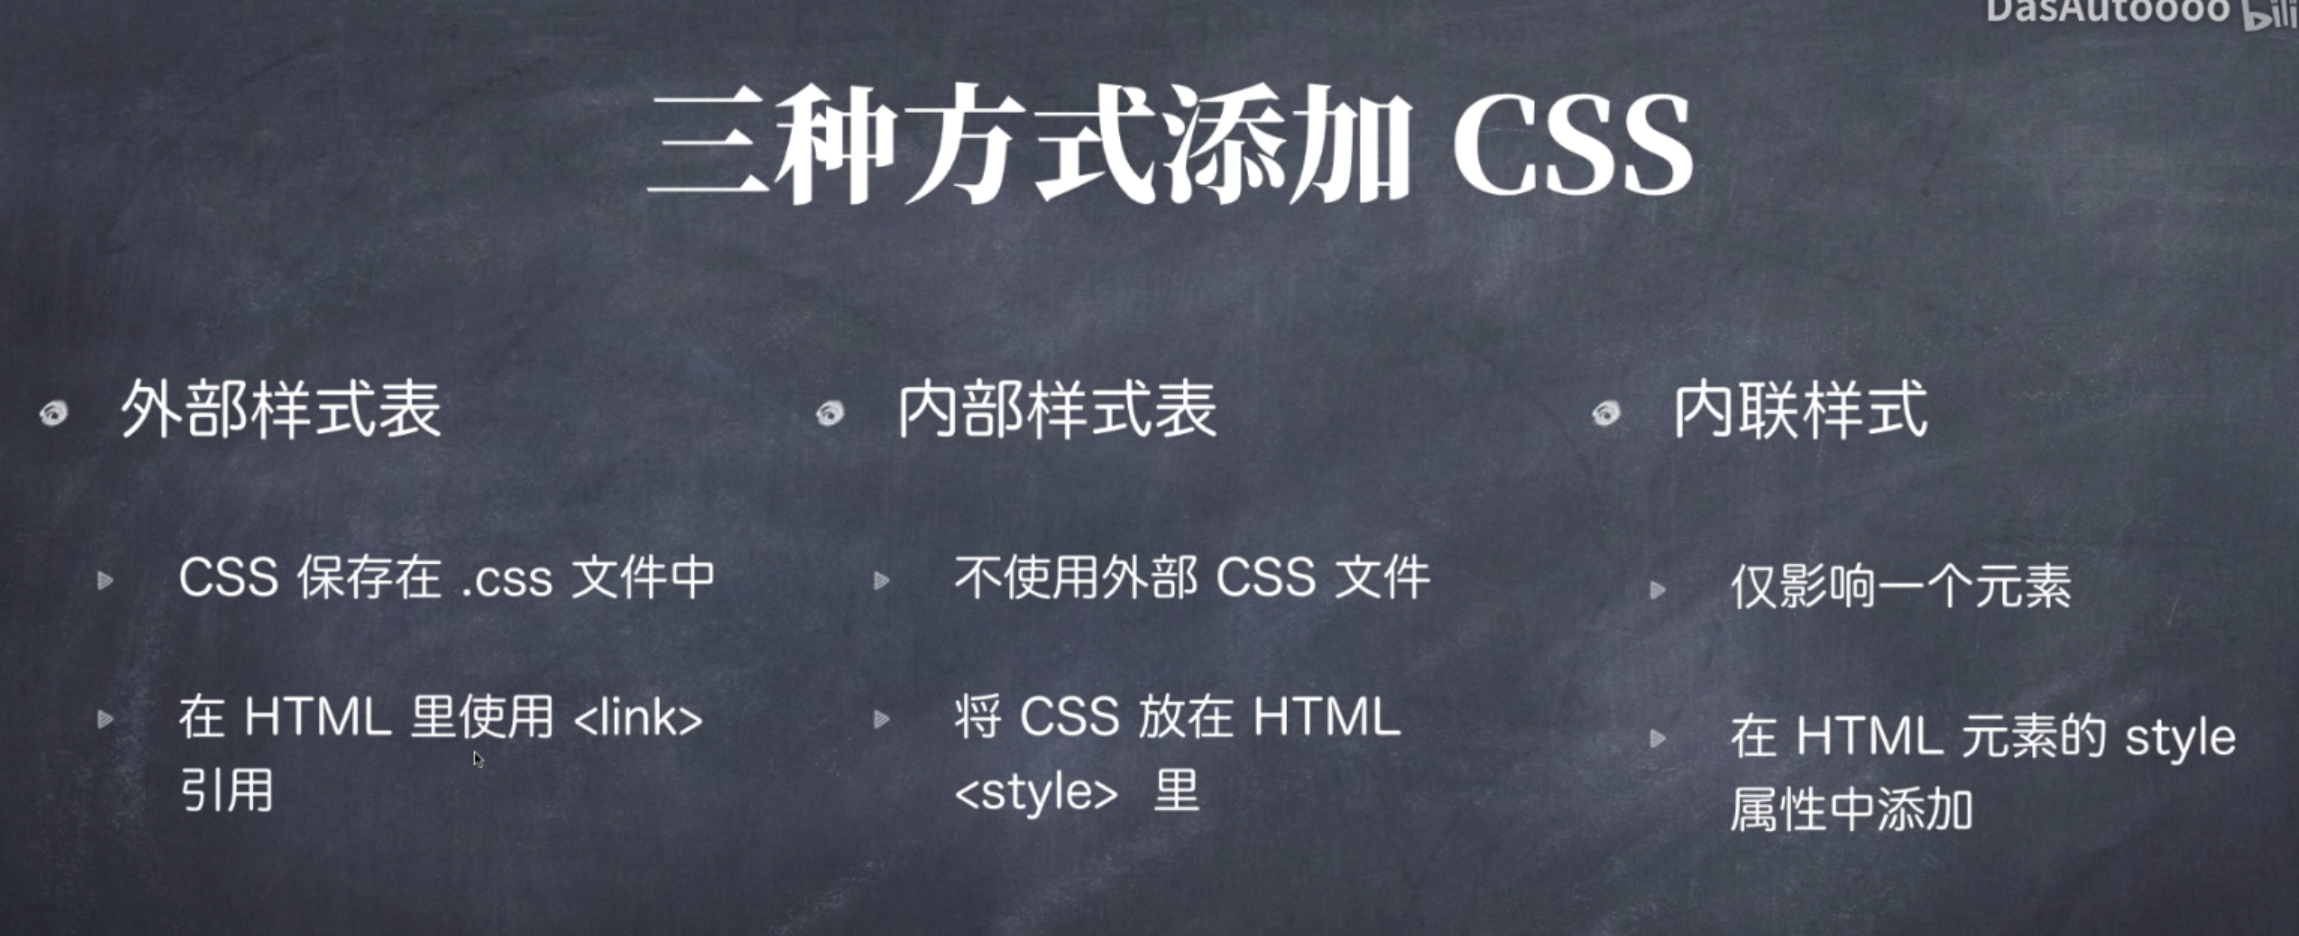 DasAutoooo bili
三种方式添加 CSS
外部样式表
CSS 保存在 .css 文件中
在 HTML 里使用 <link>
引用
内部样式表
不使用外部 CSS 文件
将 CSS 放在 HTML
<style> 里
内联样式
仅影响一个元素
在 HTML 元素的 style
属性中添加